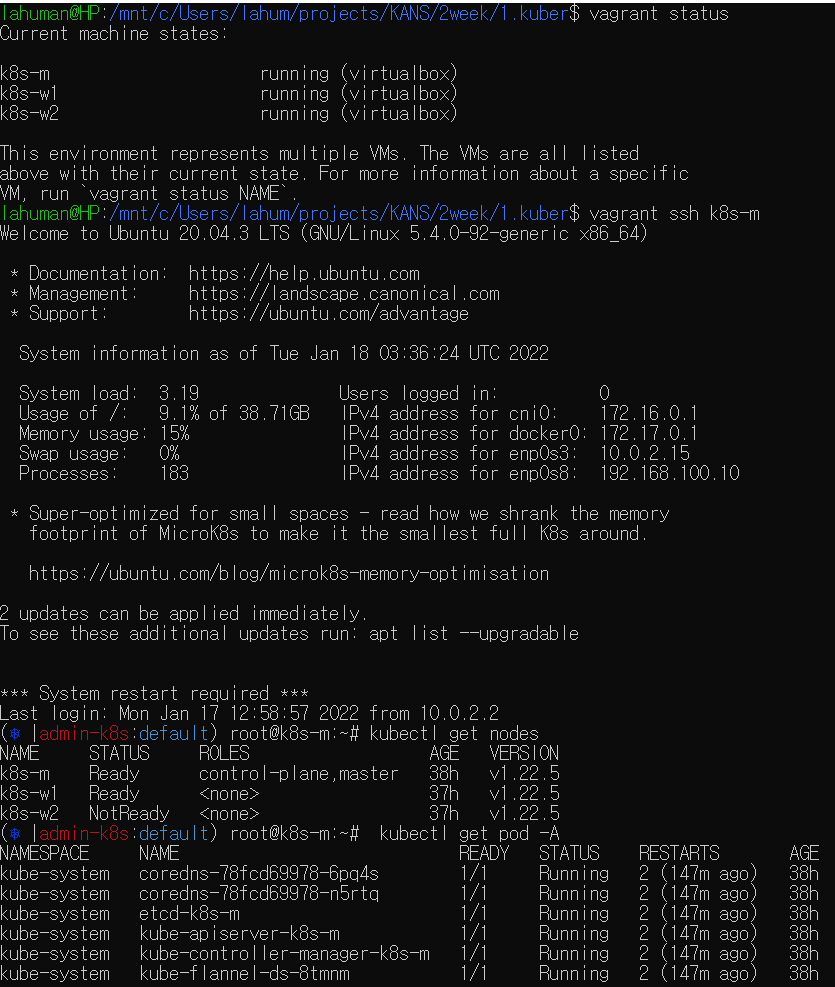 lahuman@HP:/mnt/c/Users/lahum/projects/KANS/2week/1.kuber$ vagrant status
Current machine states:
k8s-m                     running (virtualbox)
k8s-w1                    running (virtualbox)
k8s-w2                    running (virtualbox)
This environment represents multiple VMs. The VMs are all listed
above with their current state. For more information about a specific
VM, run `vagrant status NAME`.
lahuman@HP:/mnt/c/Users/lahum/projects/KANS/2week/1.kuber$ vagrant ssh k8s-m
Welcome to Ubuntu 20.04.3 LTS (GNU/Linux 5.4.0-92-generic x86_64)
 * Documentation:  https://help.ubuntu.com
 * Management:     https://landscape.canonical.com
 * Support:        https://ubuntu.com/advantage
  System information as of Tue Jan 18 03:36:24 UTC 2022
  System load:  3.19              Users logged in:          0
  Usage of /:   9.1% of 38.71GB   IPv4 address for cni0:    172.16.0.1
  Memory usage: 15%               IPv4 address for docker0: 172.17.0.1
  Swap usage:   0%                IPv4 address for enp0s3:  10.0.2.15
  Processes:    183               IPv4 address for enp0s8:  192.168.100.10
 * Super-optimized for small spaces - read how we shrank the memory
   footprint of MicroK8s to make it the smallest full K8s around.
   https://ubuntu.com/blog/microk8s-memory-optimisation
2 updates can be applied immediately.
To see these additional updates run: apt list --upgradable
*** System restart required ***
Last login: Mon Jan 17 12:58:57 2022 from 10.0.2.2
(⎈ |admin-k8s:default) root@k8s-m:~# kubectl get nodes
NAME     STATUS     ROLES                  AGE   VERSION
k8s-m    Ready      control-plane,master   38h   v1.22.5
k8s-w1   Ready      <none>                 37h   v1.22.5
k8s-w2   NotReady   <none>                 37h   v1.22.5
(⎈ |admin-k8s:default) root@k8s-m:~#  kubectl get pod -A
NAMESPACE     NAME                            READY   STATUS    RESTARTS       AGE
kube-system   coredns-78fcd69978-6pq4s        1/1     Running   2 (147m ago)   38h
kube-system   coredns-78fcd69978-n5rtq        1/1     Running   2 (147m ago)   38h
kube-system   etcd-k8s-m                      1/1     Running   2 (147m ago)   38h
kube-system   kube-apiserver-k8s-m            1/1     Running   2 (147m ago)   38h
kube-system   kube-controller-manager-k8s-m   1/1     Running   2 (147m ago)   38h
kube-system   kube-flannel-ds-8tmnm           1/1     Running   2 (147m ago)   38h